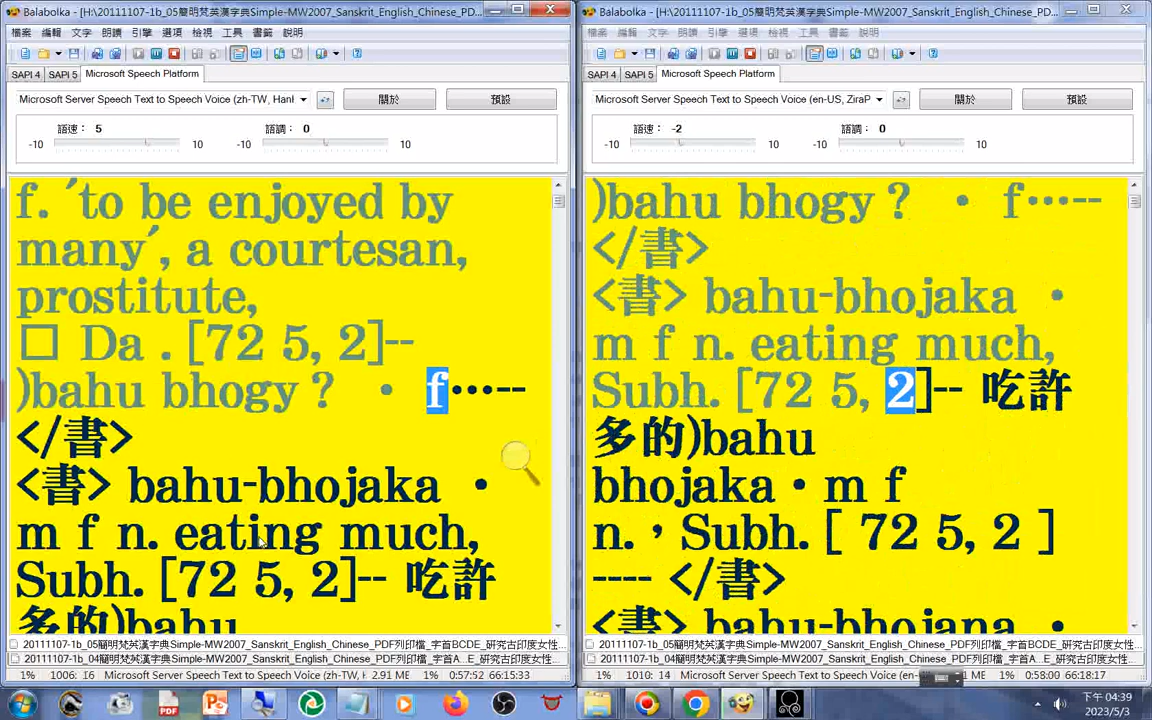 Balabolka - [H:\20111107-1b_05簡明梵英漢字典Simple-MW2007_Sanskrit_English_Chinese_PD...
檔案 編輯 文字 朗讀 引擎 選項 檢視 工具 書籤 說明
SAPI 4 SAPI 5 Microsoft Speech Platform
Microsoft Server Speech Text to Speech Voice (zh-TW, Hanl
關於
預設
語速： 5
語調： 0
-10 10 -10 10
f. ′to be enjoyed by
many′, a courtesan,
prostitute,
□ Da . [72 5, 2]--
)bahu bhogy？ • f…--
</書>
<書> bahu-bhojaka •
m f n. eating much,
Subh. [72 5, 2]-- 吃許
多的)bahu
20111107-1b_05簡明梵英漢字典Simple-MW2007_Sanskrit_English_Chinese_PDF列印檔_字首BCDE_研究古印度女性...
20111107-1b_04簡明梵英漢字典Simple-MW2007_Sanskrit_English_Chinese_PDF列印檔_字首A...E_研究古印度女性...
1% 1006: 16 Microsoft Server Speech Text to Speech Voice (zh-TW, 2.91 ME 1% 0:57:52 66:15:33
Balabolka - [H:\20111107-1b_05簡明梵英漢字典Simple-MW2007_Sanskrit_English_Chinese_PD...
檔案 編輯 文字 朗讀 引擎 選項 檢視 工具 書籤 說明
SAPI 4 SAPI 5 Microsoft Speech Platform
Microsoft Server Speech Text to Speech Voice (en-US, ZiraP
關於
預設
語速： -2
語調： 0
-10 10 -10 10
)bahu bhogy？ • f…--
</書>
<書> bahu-bhojaka •
m f n. eating much,
Subh. [72 5, 2]-- 吃許
多的)bahu
bhojaka • m f
n.，Subh. [ 72 5, 2 ]
---- </書>
<書> bahu-bhojana •
20111107-1b_05簡明梵英漢字典Simple-MW2007_Sanskrit_English_Chinese_PDF列印檔_字首BCDE_研究古印度女性...
20111107-1b_04簡明梵英漢字典Simple-MW2007_Sanskrit_English_Chinese_PDF列印檔_字首A...E_研究古印度女性...
1% 1010: 14 Microsoft Server Speech Text to Speech Voice (en-US, ME 1% 0:58:00 66:18:17
PDF
下午 04:39
2023/5/3